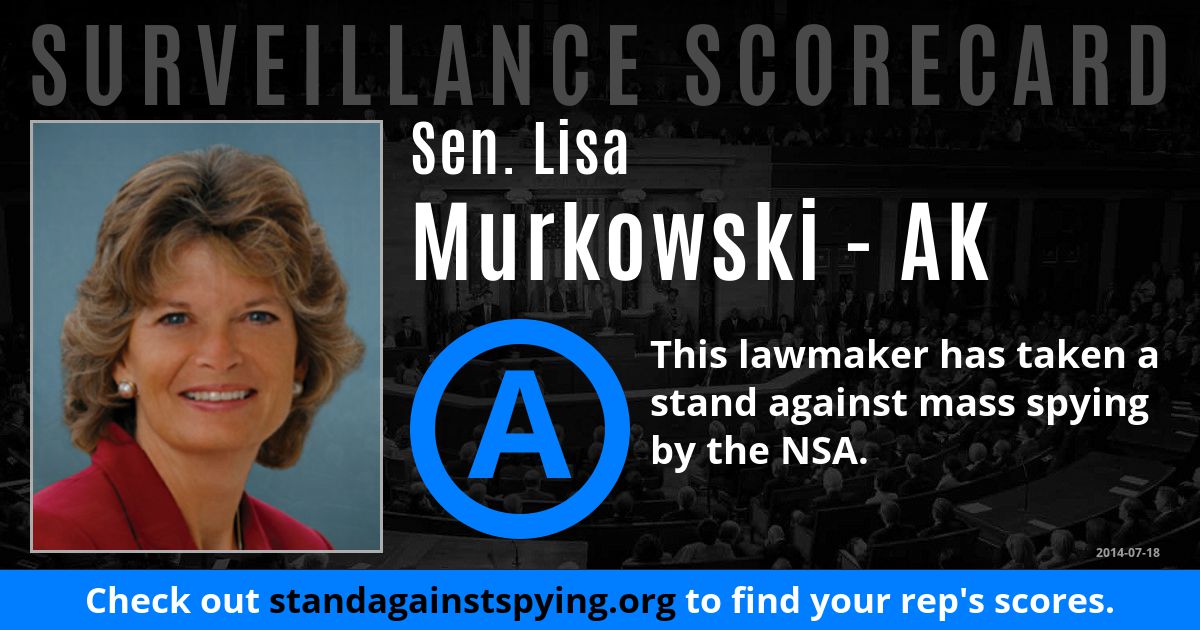 SURVEILLANCE SCORECARD
Sen. Lisa
Murkowski - AK
A
This lawmaker has taken a
stand against mass spying
by the NSA.
2014-07-18
Check out standagainstspying.org to find your rep's scores.